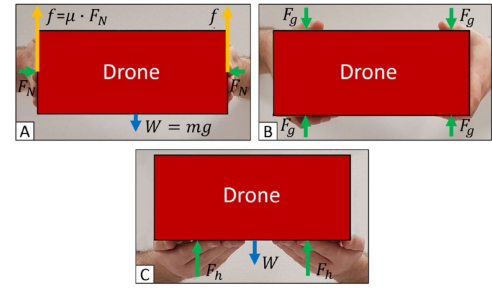 f=μ · F_N
f
Drone
F_N
F_N
W = mg
A
F_g
F_g
Drone
F_g
F_g
B
Drone
F_h
W
F_h
C